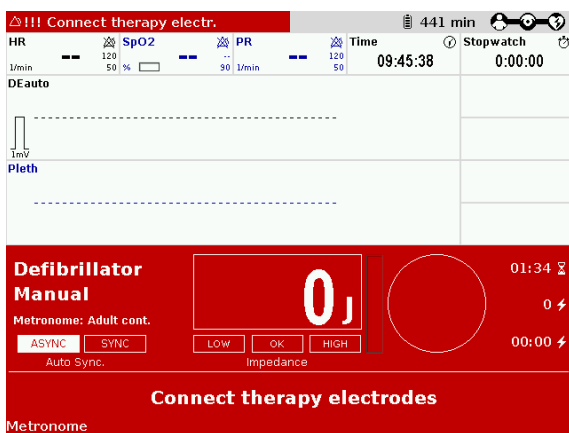 !!! Connect therapy electr.
441 min
HR
120
50
--
1/min
SpO2
--
90
--
%
PR
120
50
--
1/min
Time
09:45:38
Stopwatch
0:00:00
DEauto
1mV
Pleth
Defibrillator
Manual
Metronome: Adult cont.
ASYNC SYNC
Auto Sync.
0 J
LOW OK HIGH
Impedance
01:34
0
00:00
Connect therapy electrodes
Metronome